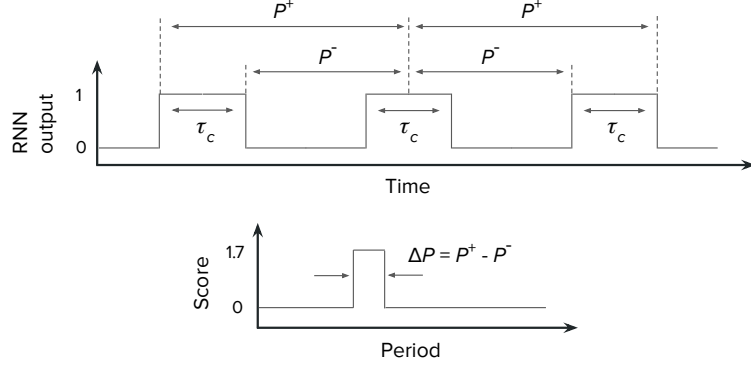 P⁺ P⁺
P⁻ P⁻
RNN
output
1
0
τc τc τc
Time
Score
1.7
0
ΔP = P⁺ - P⁻
Period